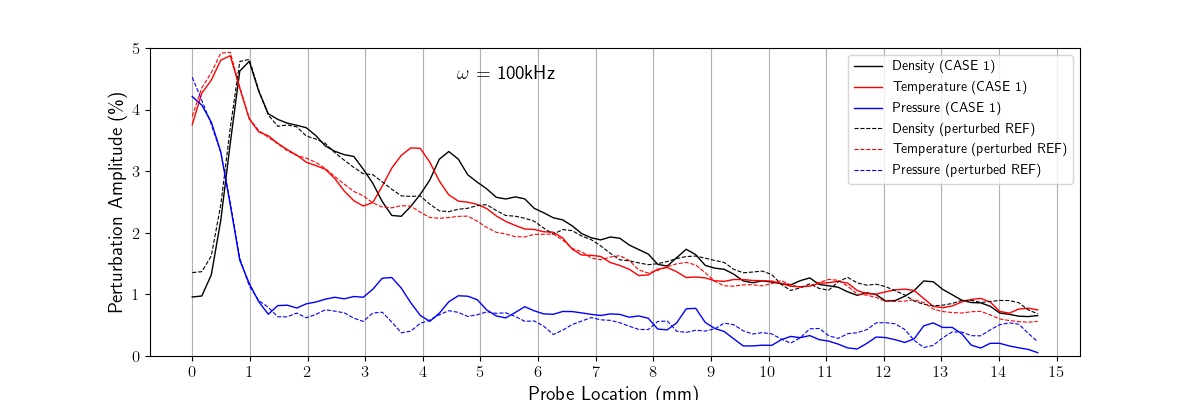 ω = 100kHz
Density (CASE 1)
Temperature (CASE 1)
Pressure (CASE 1)
Density (perturbed REF)
Temperature (perturbed REF)
Pressure (perturbed REF)
Perturbation Amplitude (%)
5
4
3
2
1
0
0 1 2 3 4 5 6 7 8 9 10 11 12 13 14 15
Probe Location (mm)